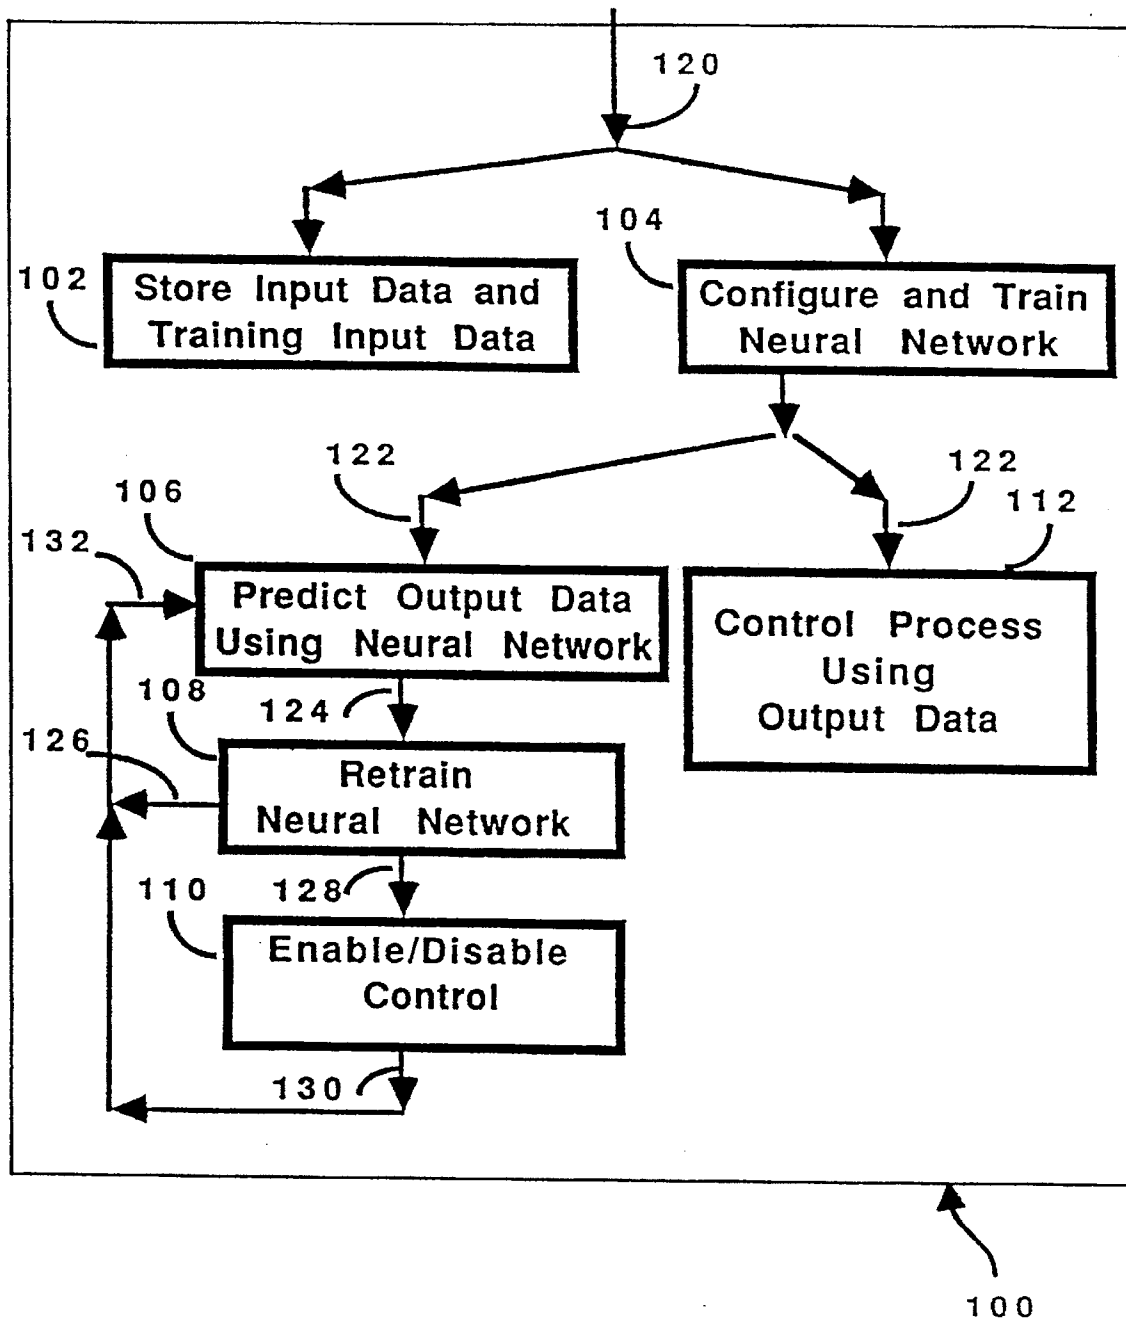 120
104
102
Store Input Data and
Training Input Data
Configure and Train
Neural Network
122
122
106
112
132
Predict Output Data
Using Neural Network
Control Process
Using
Output Data
108
124
126
Retrain
Neural Network
110
128
Enable/Disable
Control
130
100